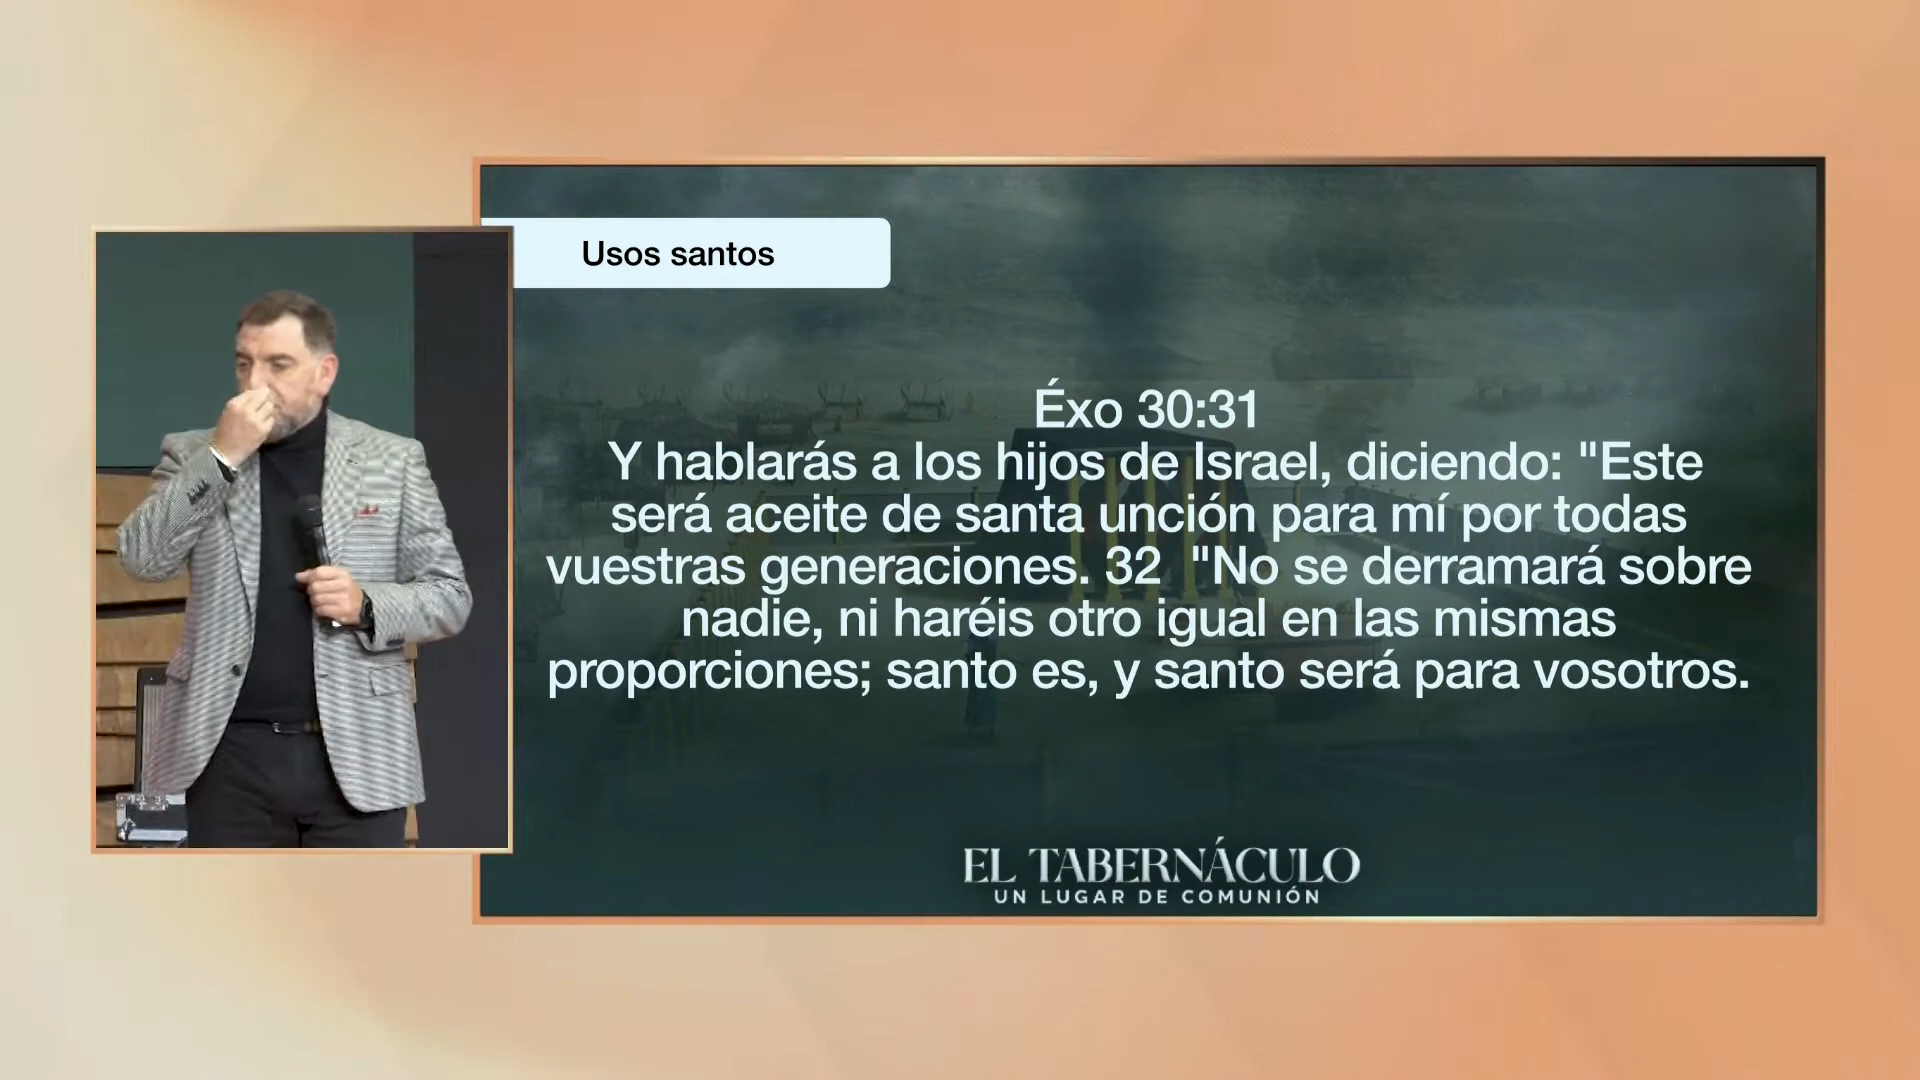 Usos santos
Éxo 30:31
Y hablarás a los hijos de Israel, diciendo: "Este
será aceite de santa unción para mí por todas
vuestras generaciones. 32 "No se derramará sobre
nadie, ni haréis otro igual en las mismas
proporciones; santo es, y santo será para vosotros.
EL TABERNÁCULO
UN LUGAR DE COMUNIÓN